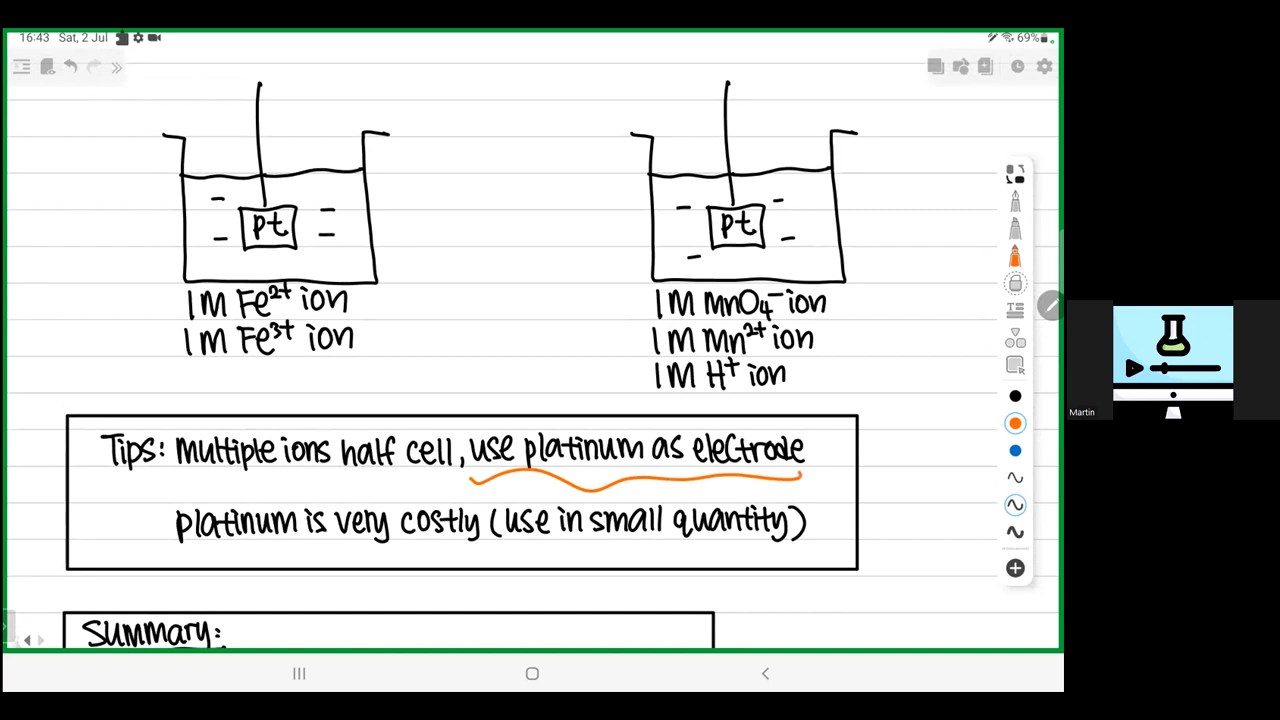 16:43 Sat, 2 Jul
69%
pt
pt
1M Fe²⁺ ion
1M Fe³⁺ ion
1M MnO₄⁻ ion
1M Mn²⁺ ion
1M H⁺ ion
Tips: Multiple ions half cell, use platinum as electrode
platinum is very costly (use in small quantity)
Summary:
Martin